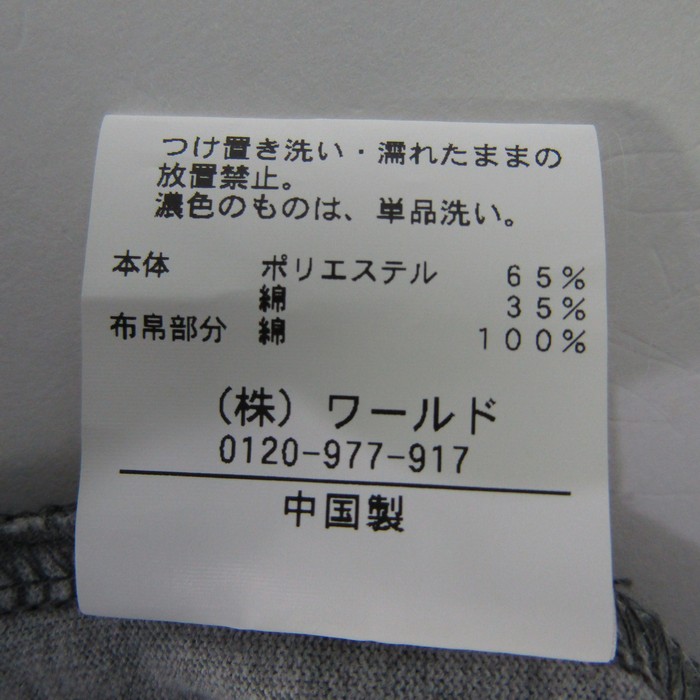 つけ置き洗い・濡れたままの
放置禁止。
濃色のものは、単品洗い。
本体 ポリエステル 65%
綿 35%
布帛部分 綿 100%
(株)ワールド
0120-977-917
中国製